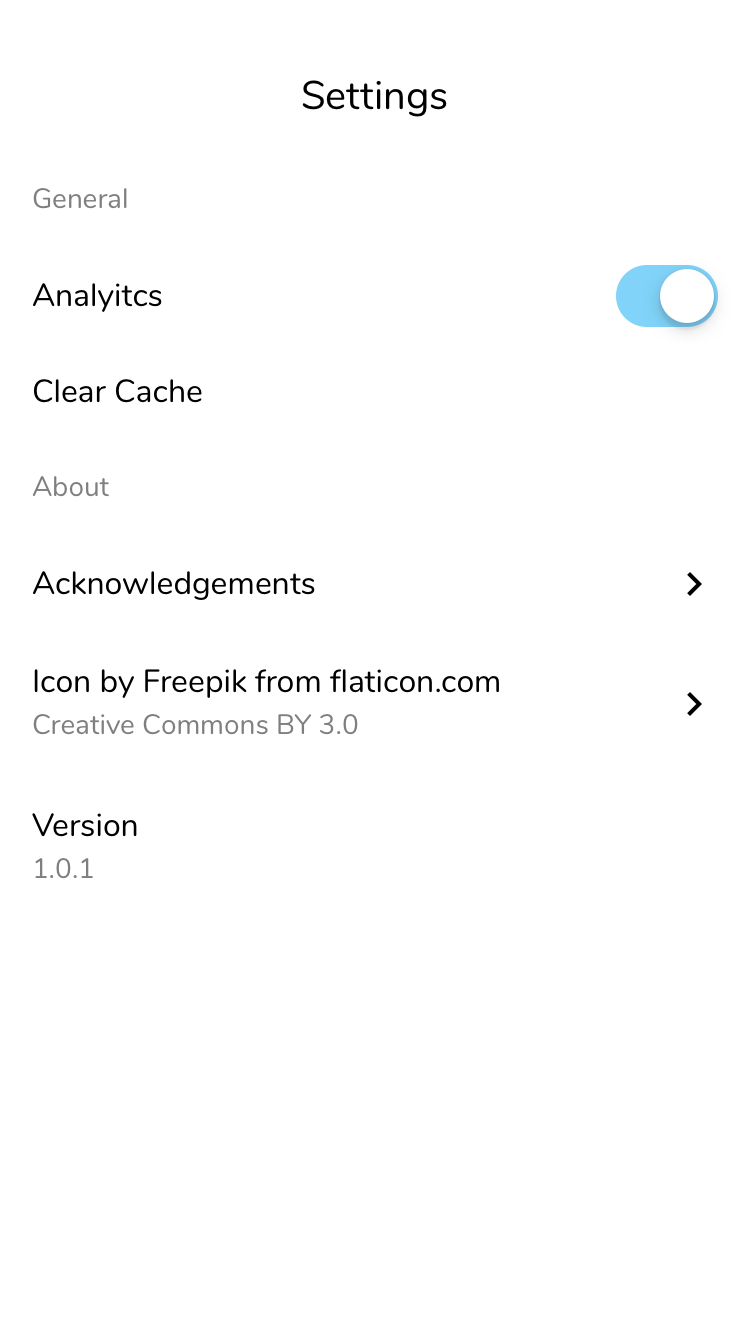 Settings
General
Analyitcs
Clear Cache
About
Acknowledgements
Icon by Freepik from flaticon.com
Creative Commons BY 3.0
Version
1.0.1